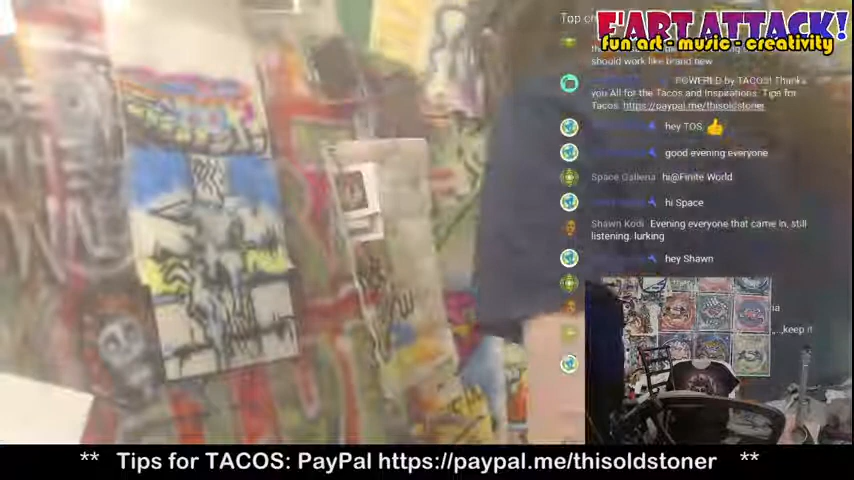 Top c
F'ART ATTACK!
fun art - music - creativity
should work like brand new
POWERED by TACOS! Thanks
you All for the Tacos and Inspirations. Tips for
Tacos. https://paypal.me/thisoldstoner
hey TOS 👍
good evening everyone
Space Galleria hi@Finite World
hi Space
Shawn Kodi Evening everyone that came in, still
listening. lurking
hey Shawn
keep it
** Tips for TACOS: PayPal https://paypal.me/thisoldstoner **